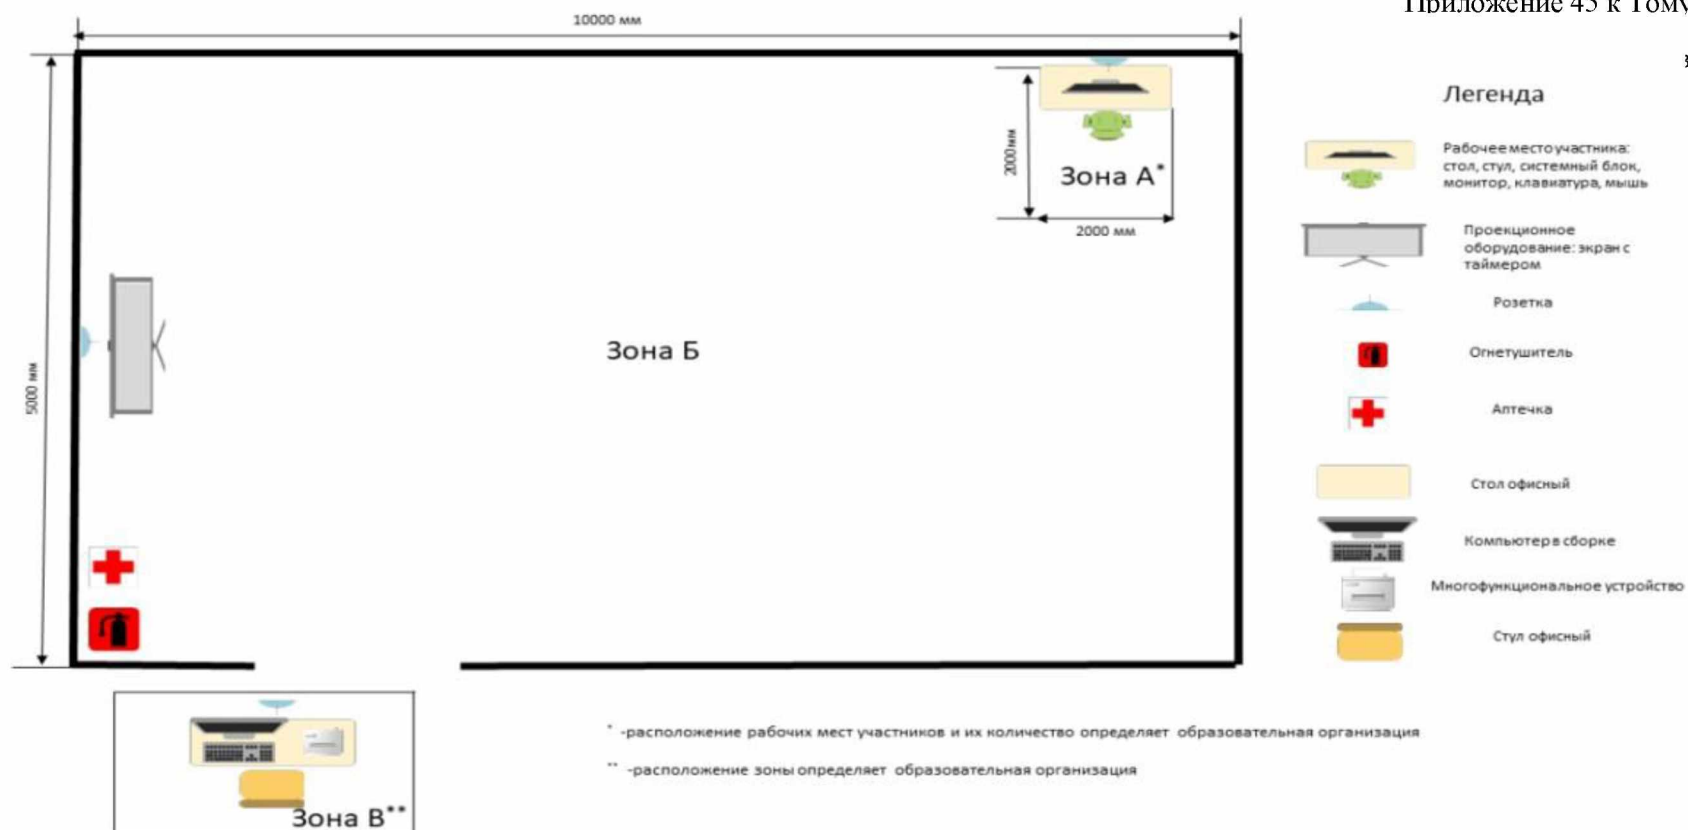 Приложение 45 к Тому
10000 мм
Легенда
Рабочее место участника:
стол, стул, системный блок,
монитор, клавиатура, мышь
2000мм
Зона А*
2000 мм
Проекционное
оборудование: экран с
таймером
Розетка
Зона Б
Огнетушитель
5000 мм
Аптечка
Стол офисный
Компьютер в сборке
Многофункциональное устройство
Стул офисный
* -расположение рабочих мест участников и их количество определяет образовательная организация
** -расположение зоны определяет образовательная организация
Зона В**